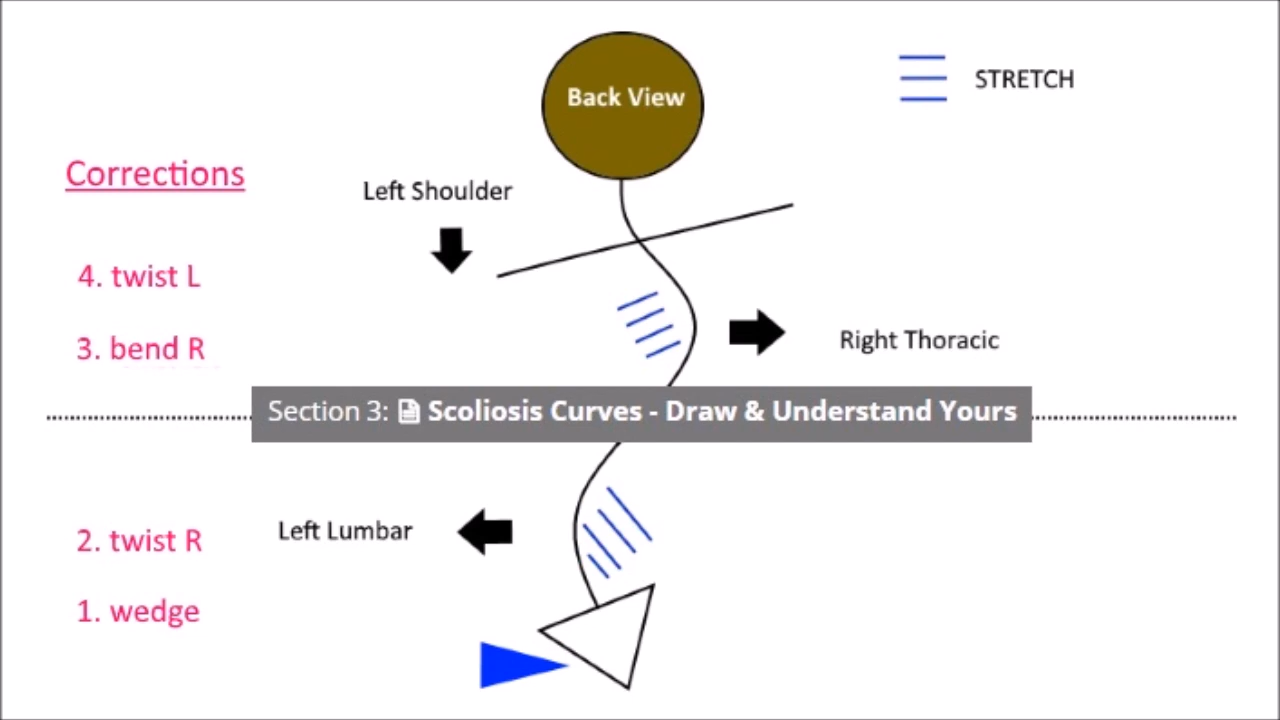 Back View
STRETCH
Corrections
Left Shoulder
4. twist L
3. bend R
Right Thoracic
Section 3: Scoliosis Curves - Draw & Understand Yours
2. twist R
Left Lumbar
1. wedge